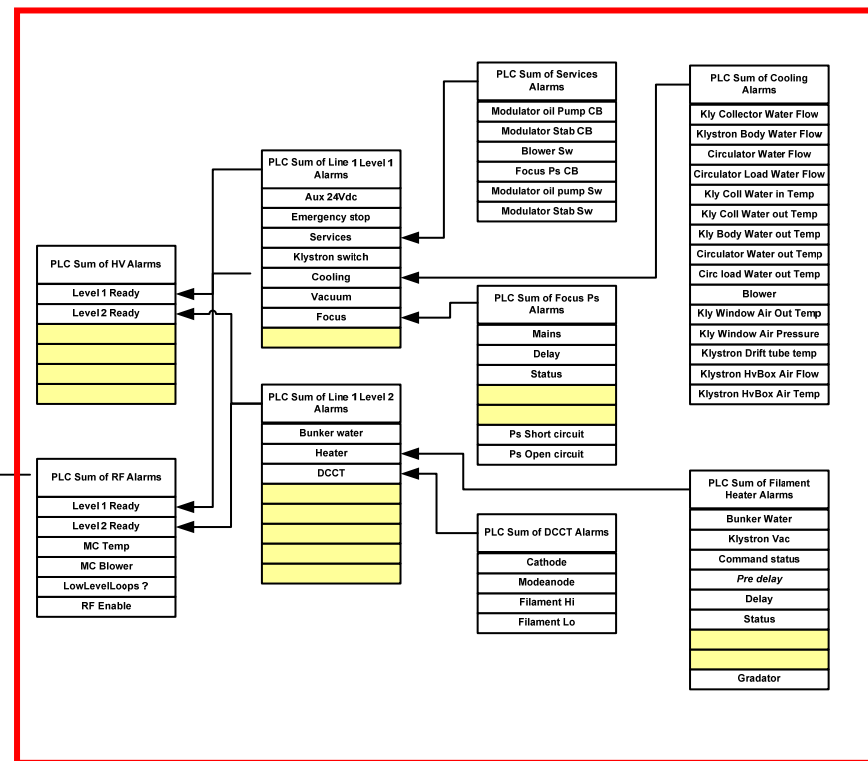 PLC Sum of HV Alarms
Level 1 Ready
Level 2 Ready
PLC Sum of RF Alarms
Level 1 Ready
Level 2 Ready
MC Temp
MC Blower
LowLevelLoops ?
RF Enable
PLC Sum of Line 1 Level 1
Alarms
Aux 24Vdc
Emergency stop
Services
Klystron switch
Cooling
Vacuum
Focus
PLC Sum of Line 1 Level 2
Alarms
Bunker water
Heater
DCCT
PLC Sum of Services
Alarms
Modulator oil Pump CB
Modulator Stab CB
Blower Sw
Focus Ps CB
Modulator oil pump Sw
Modulator Stab Sw
PLC Sum of Focus Ps
Alarms
Mains
Delay
Status
Ps Short circuit
Ps Open circuit
PLC Sum of DCCT Alarms
Cathode
Modeanode
Filament Hi
Filament Lo
PLC Sum of Cooling
Alarms
Kly Collector Water Flow
Klystron Body Water Flow
Circulator Water Flow
Circulator Load Water Flow
Kly Coll Water in Temp
Kly Coll Water out Temp
Kly Body Water out Temp
Circulator Water out Temp
Circ load Water out Temp
Blower
Kly Window Air Out Temp
Kly Window Air Pressure
Klystron Drift tube temp
Klystron HvBox Air Flow
Klystron HvBox Air Temp
PLC Sum of Filament
Heater Alarms
Bunker Water
Klystron Vac
Command status
Pre delay
Delay
Status
Gradator